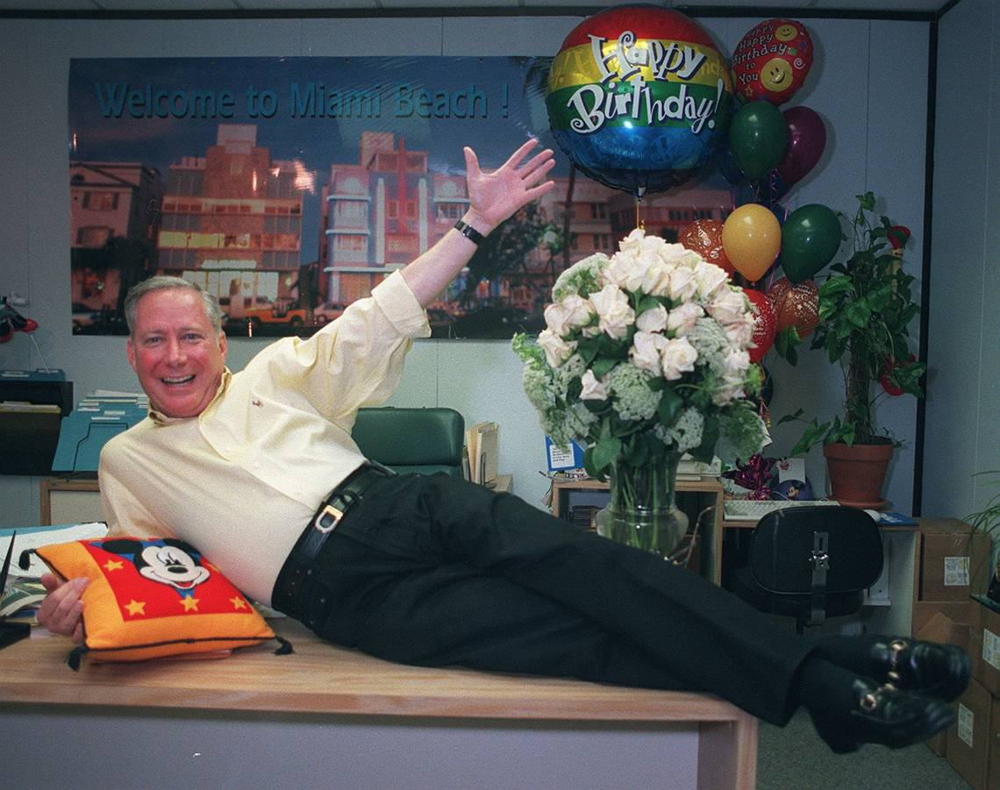 Welcome to Miami Beach !
Happy
Birthday!
Happy
Birthday
to
You